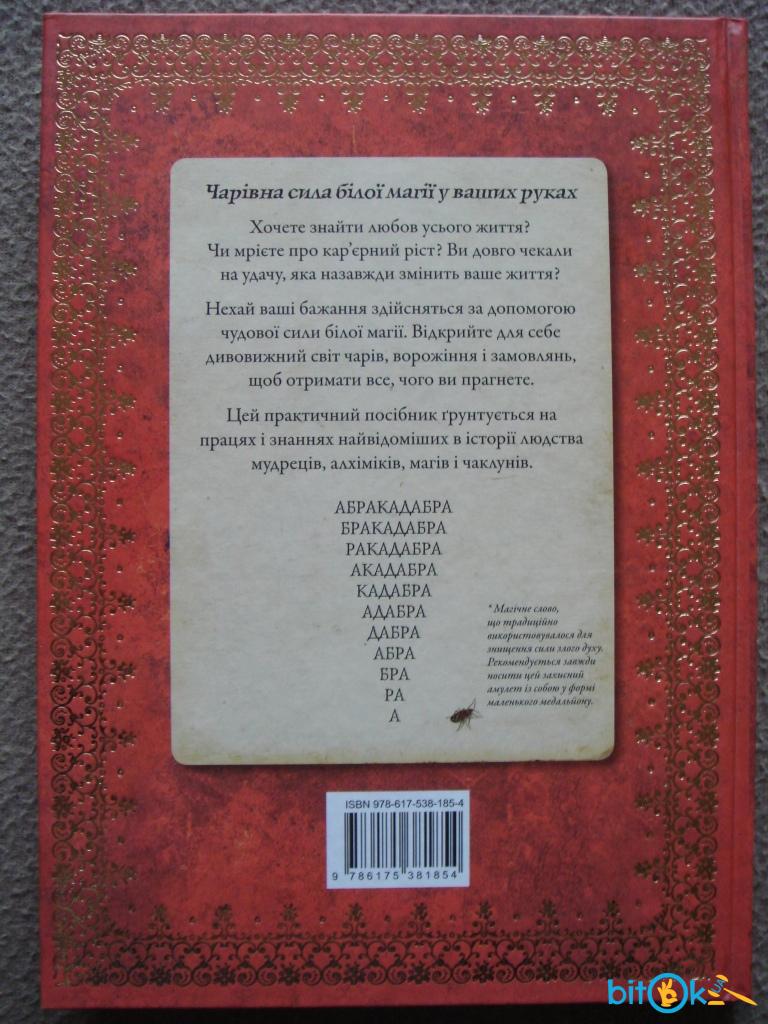 Чарівна сила білої магії у ваших руках
Хочете знайти любов усього життя?
Чи мрієте про кар’єрний ріст? Ви довго чекали
на удачу, яка назавжди змінить ваше життя?
Нехай ваші бажання здійсняться за допомогою
чудової сили білої магії. Відкрийте для себе
дивовижний світ чарів, ворожіння і замовлянь,
щоб отримати все, чого ви прагнете.
Цей практичний посібник ґрунтується на
працях і знаннях найвідоміших в історії людства
мудреців, алхіміків, магів і чаклунів.
АБРАКАДАБРА
БРАКАДАБРА
РАКАДАБРА
АКАДАБРА
КАДАБРА
АДАБРА
ДАБРА
АБРА
БРА
РА
А
* Магічне слово,
що традиційно
використовувалося для
знищення сили злого духу.
Рекомендується завжди
носити цей захисний
амулет із собою у формі
маленького медальйону.
ISBN 978-617-538-185-4
9 786175 381854
bitOk UA